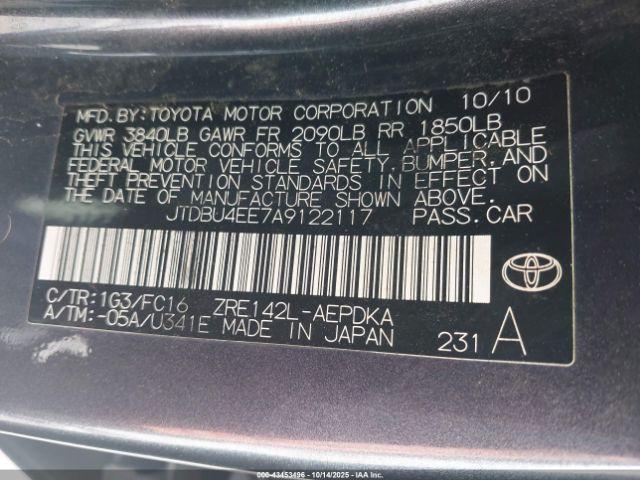 MFD. BY: TOYOTA MOTOR CORPORATION 10/10
GVWR 3840LB GAWR FR 2090LB RR 1850LB
THIS VEHICLE CONFORMS TO ALL APPLICABLE
FEDERAL MOTOR VEHICLE SAFETY, BUMPER, AND
THEFT PREVENTION STANDARDS IN EFFECT ON
THE DATE OF MANUFACTURE SHOWN ABOVE.
JTDBU4EE7A9122117 PASS. CAR
C/TR: 1G3/FC16 ZRE142L-AEPDKA
A/TM: -05A/U341E MADE IN JAPAN 231 A
000-43453496 - 10/14/2025 - IAAI.COM